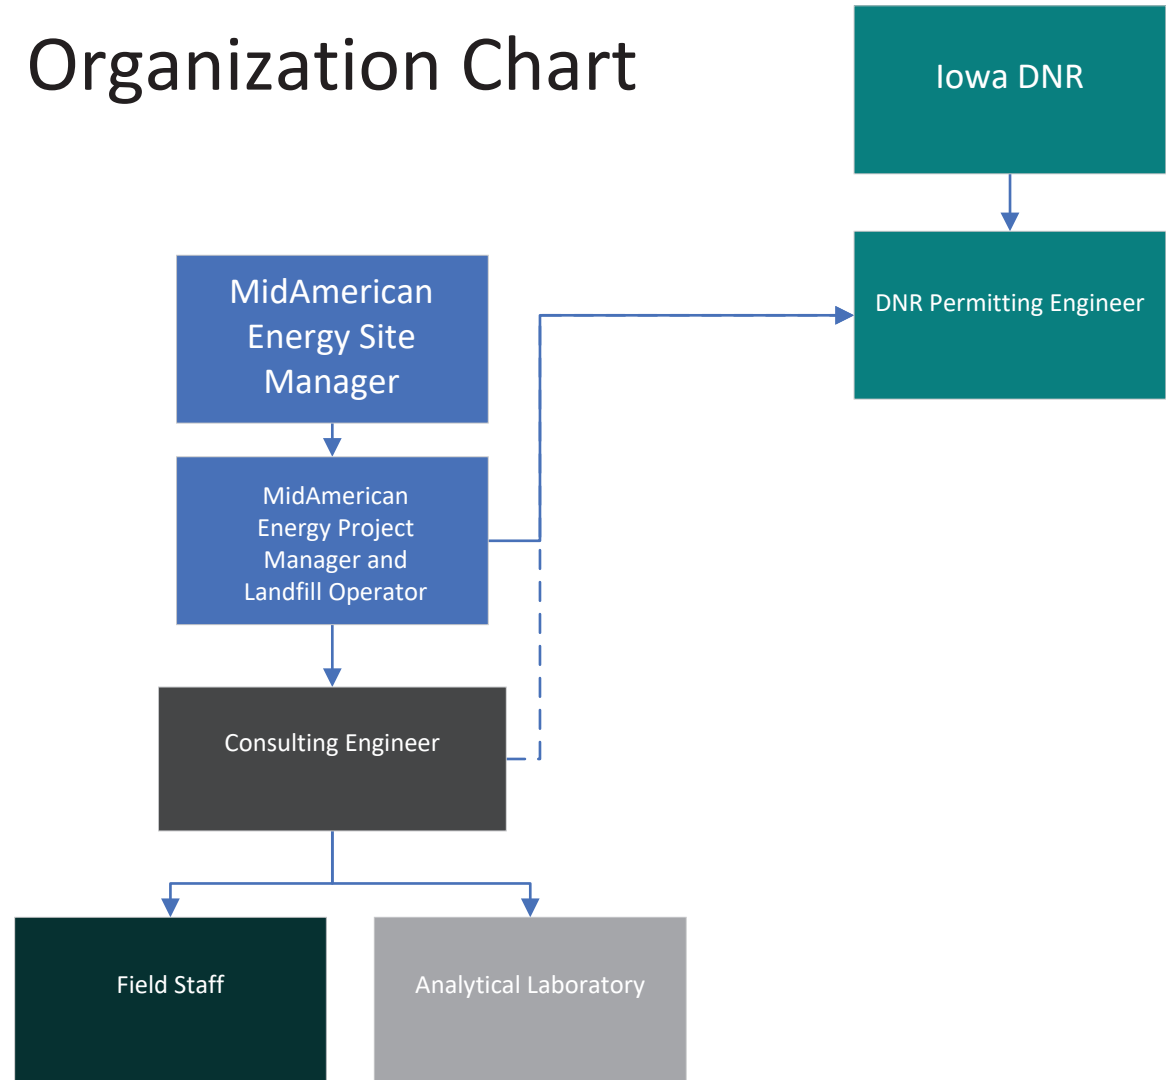 Organization Chart
Iowa DNR
DNR Permitting Engineer
MidAmerican
Energy Site
Manager
MidAmerican
Energy Project
Manager and
Landfill Operator
Consulting Engineer
Field Staff
Analytical Laboratory